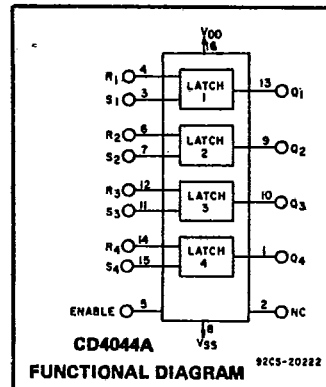 VDD
16
R1 4
S1 3
LATCH
1
13 Q1
R2 6
S2 7
LATCH
2
9 Q2
R3 12
S3 11
LATCH
3
10 Q3
R4 14
S4 15
LATCH
4
1 Q4
ENABLE 5
2 NC
8
VSS
CD4044A
FUNCTIONAL DIAGRAM
92CS-20222